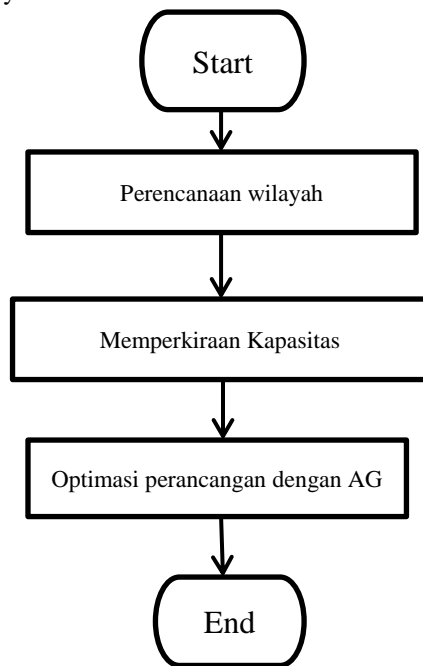 Start
Perencanaan wilayah
Memperkiraan Kapasitas
Optimasi perancangan dengan AG
End